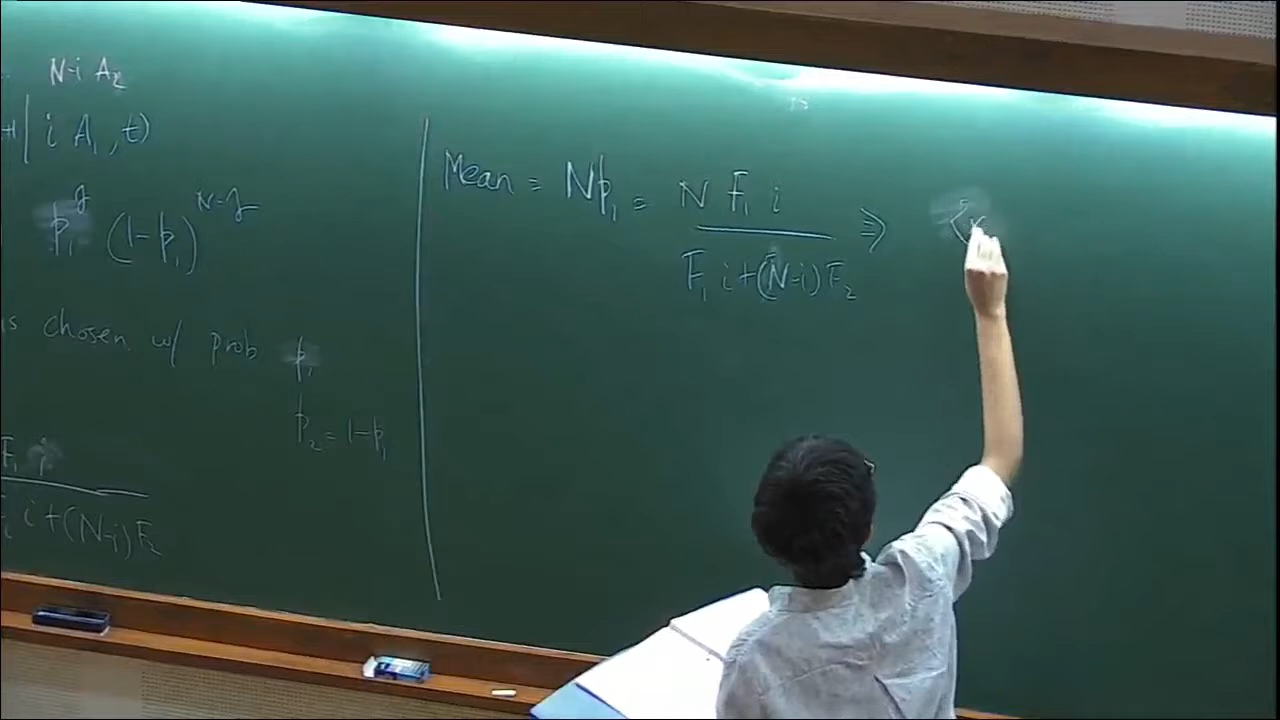 N-i A₂
| i A₁, t)
p₁^j (1-p₁)^{N-j}
is chosen w/ prob p₁
p₂ = 1-p₁
F₁ i
F₁ i + (N-i) F₂
Mean = Np₁ = N F₁ i ⇒ ⟨
F₁ i + (N-i) F₂